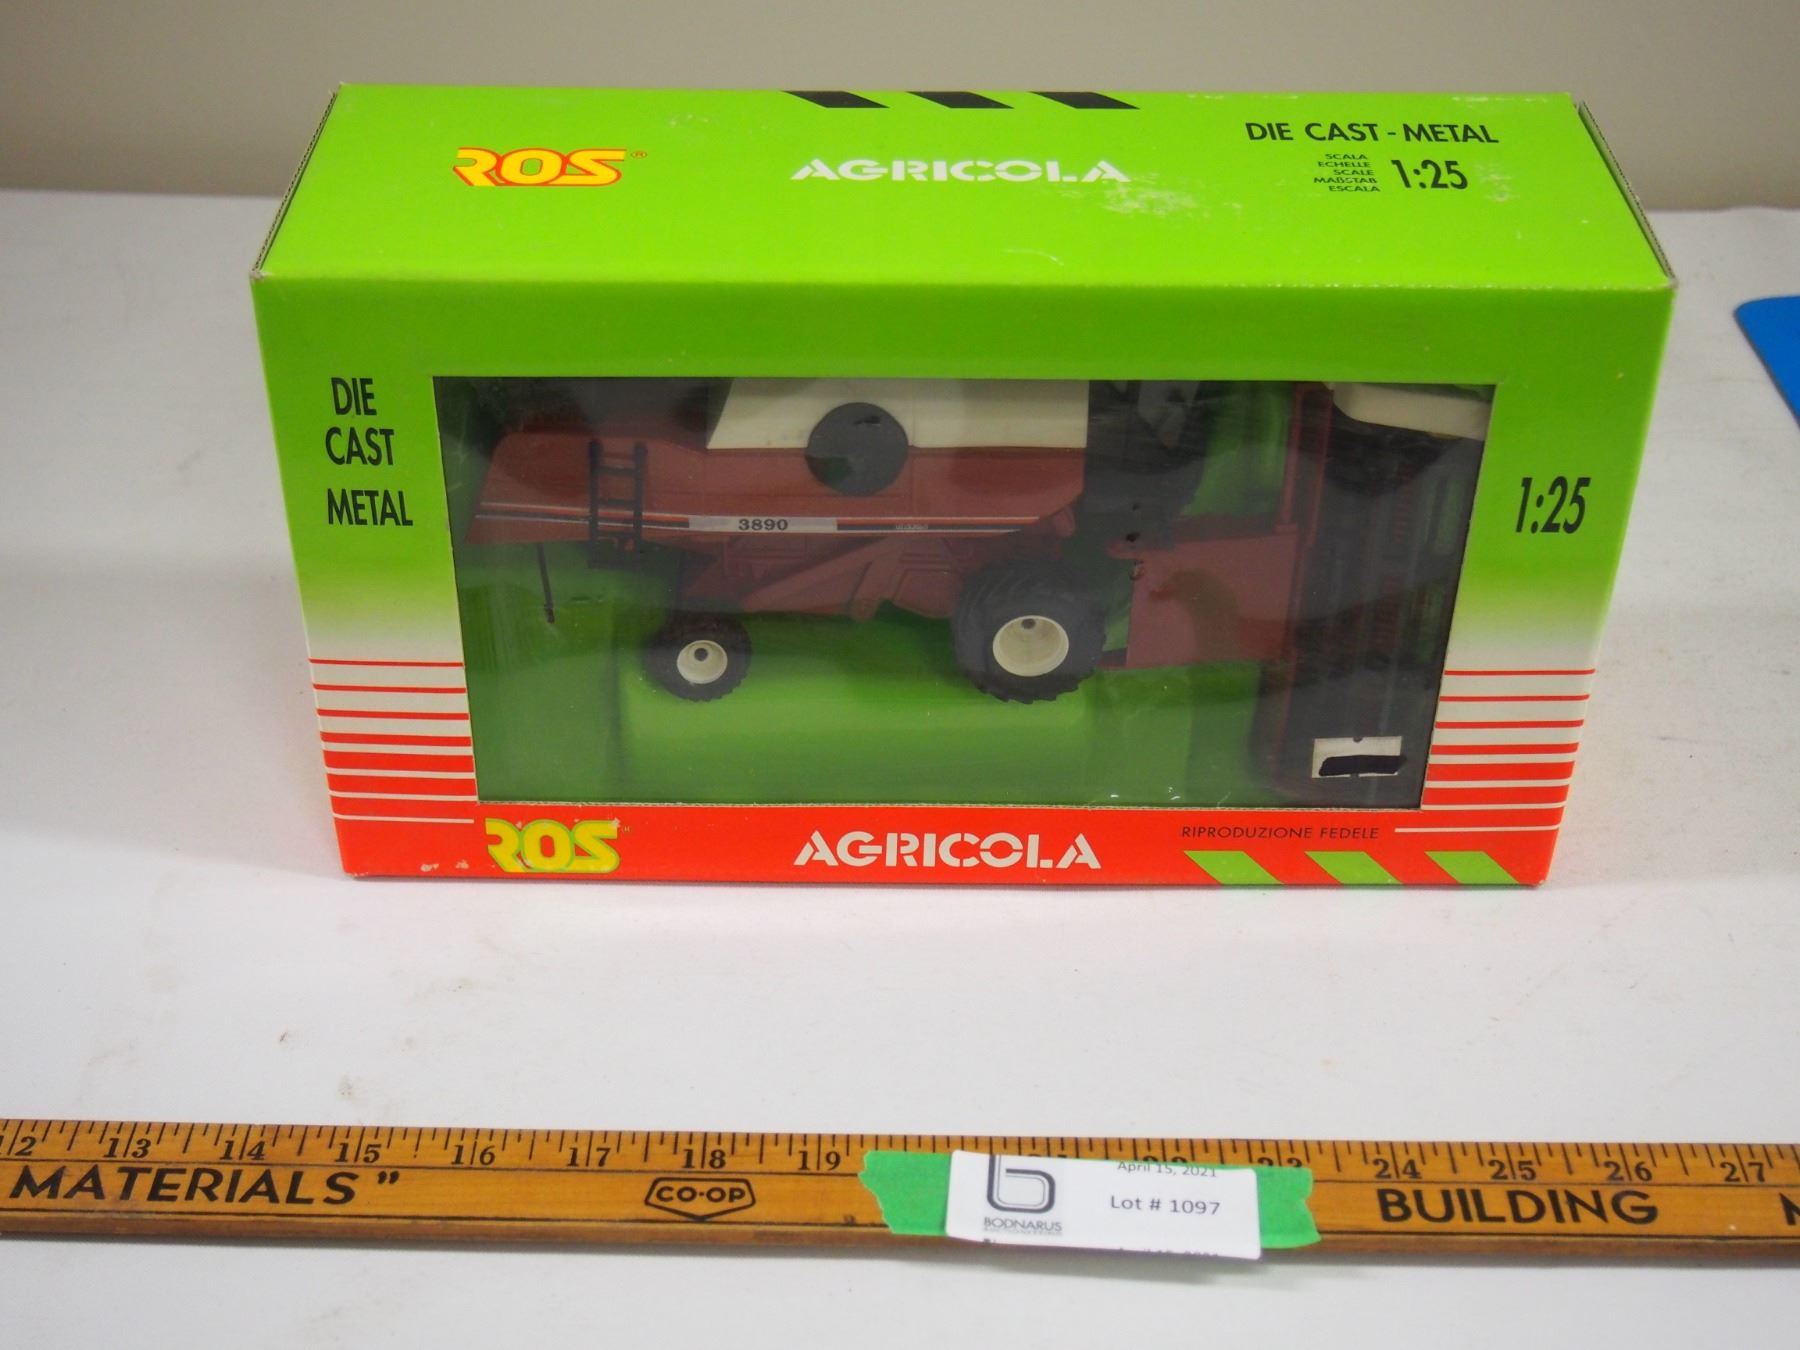 ROS®
AGRICOLA
DIE CAST - METAL
SCALA
ECHELLE
SCALE
MAßSTAB
ESCALA
1:25
DIE
CAST
METAL
3890
1:25
ROS
AGRICOLA
RIPRODUZIONE FEDELE
12 13 14 15 16 17 18 19 23 24 25 26 27
MATERIALS”
CO-OP
BUILDING
April 15, 2021
Lot # 1097
b
BODNARUS